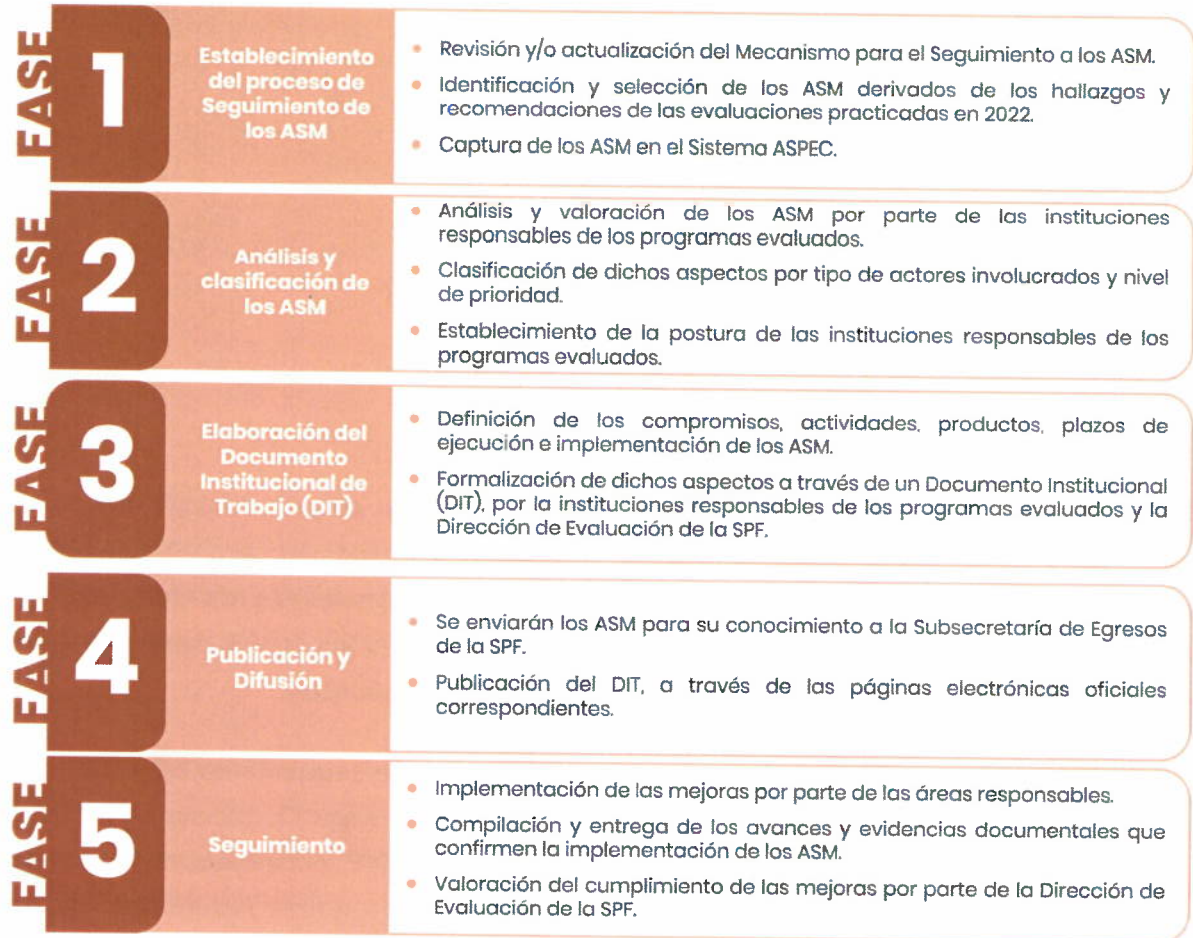 FASE
1
Establecimiento
del proceso de
Seguimiento de
los ASM
• Revisión y/o actualización del Mecanismo para el Seguimiento a los ASM.
• Identificación y selección de los ASM derivados de los hallazgos y
recomendaciones de las evaluaciones practicadas en 2022.
• Captura de los ASM en el Sistema ASPEC.
FASE
2
Análisis y
clasificación de
los ASM
• Análisis y valoración de los ASM por parte de las instituciones
responsables de los programas evaluados.
• Clasificación de dichos aspectos por tipo de actores involucrados y nivel
de prioridad.
• Establecimiento de la postura de las instituciones responsables de los
programas evaluados.
FASE
3
Elaboración del
Documento
Institucional de
Trabajo (DIT)
• Definición de los compromisos, actividades, productos, plazos de
ejecución e implementación de los ASM.
• Formalización de dichos aspectos a través de un Documento Institucional
(DIT), por la instituciones responsables de los programas evaluados y la
Dirección de Evaluación de la SPF.
FASE
4
Publicación y
Difusión
• Se enviarán los ASM para su conocimiento a la Subsecretaría de Egresos
de la SPF.
• Publicación del DIT, a través de las páginas electrónicas oficiales
correspondientes.
FASE
5
Seguimiento
• Implementación de las mejoras por parte de las áreas responsables.
• Compilación y entrega de los avances y evidencias documentales que
confirmen la implementación de los ASM.
• Valoración del cumplimiento de las mejoras por parte de la Dirección de
Evaluación de la SPF.